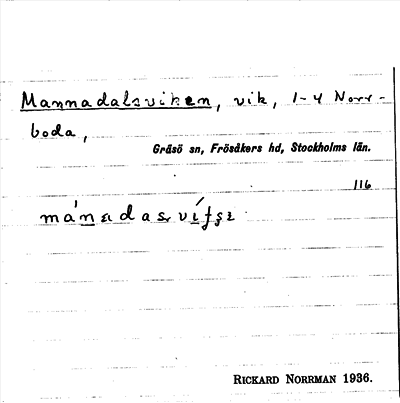 Mannadalsviken, vik, 1-4 Norr-
boda,
Gräsö sn, Frösåkers hd, Stockholms län.
116
RICKARD NORRMAN 1936.